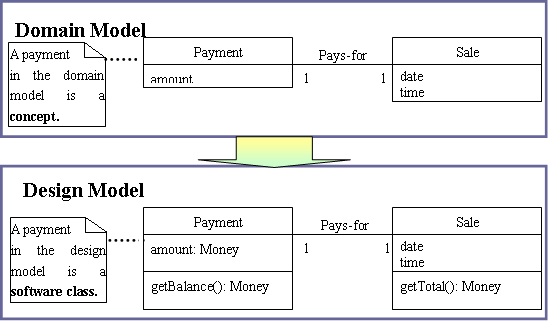 Domain Model
A payment
in the domain
model is a
concept.
Payment
amount
Pays-for
1 1
Sale
date
time
Design Model
A payment
in the design
model is a
software class.
Payment
amount: Money
getBalance(): Money
Pays-for
1 1
Sale
date
time
getTotal(): Money